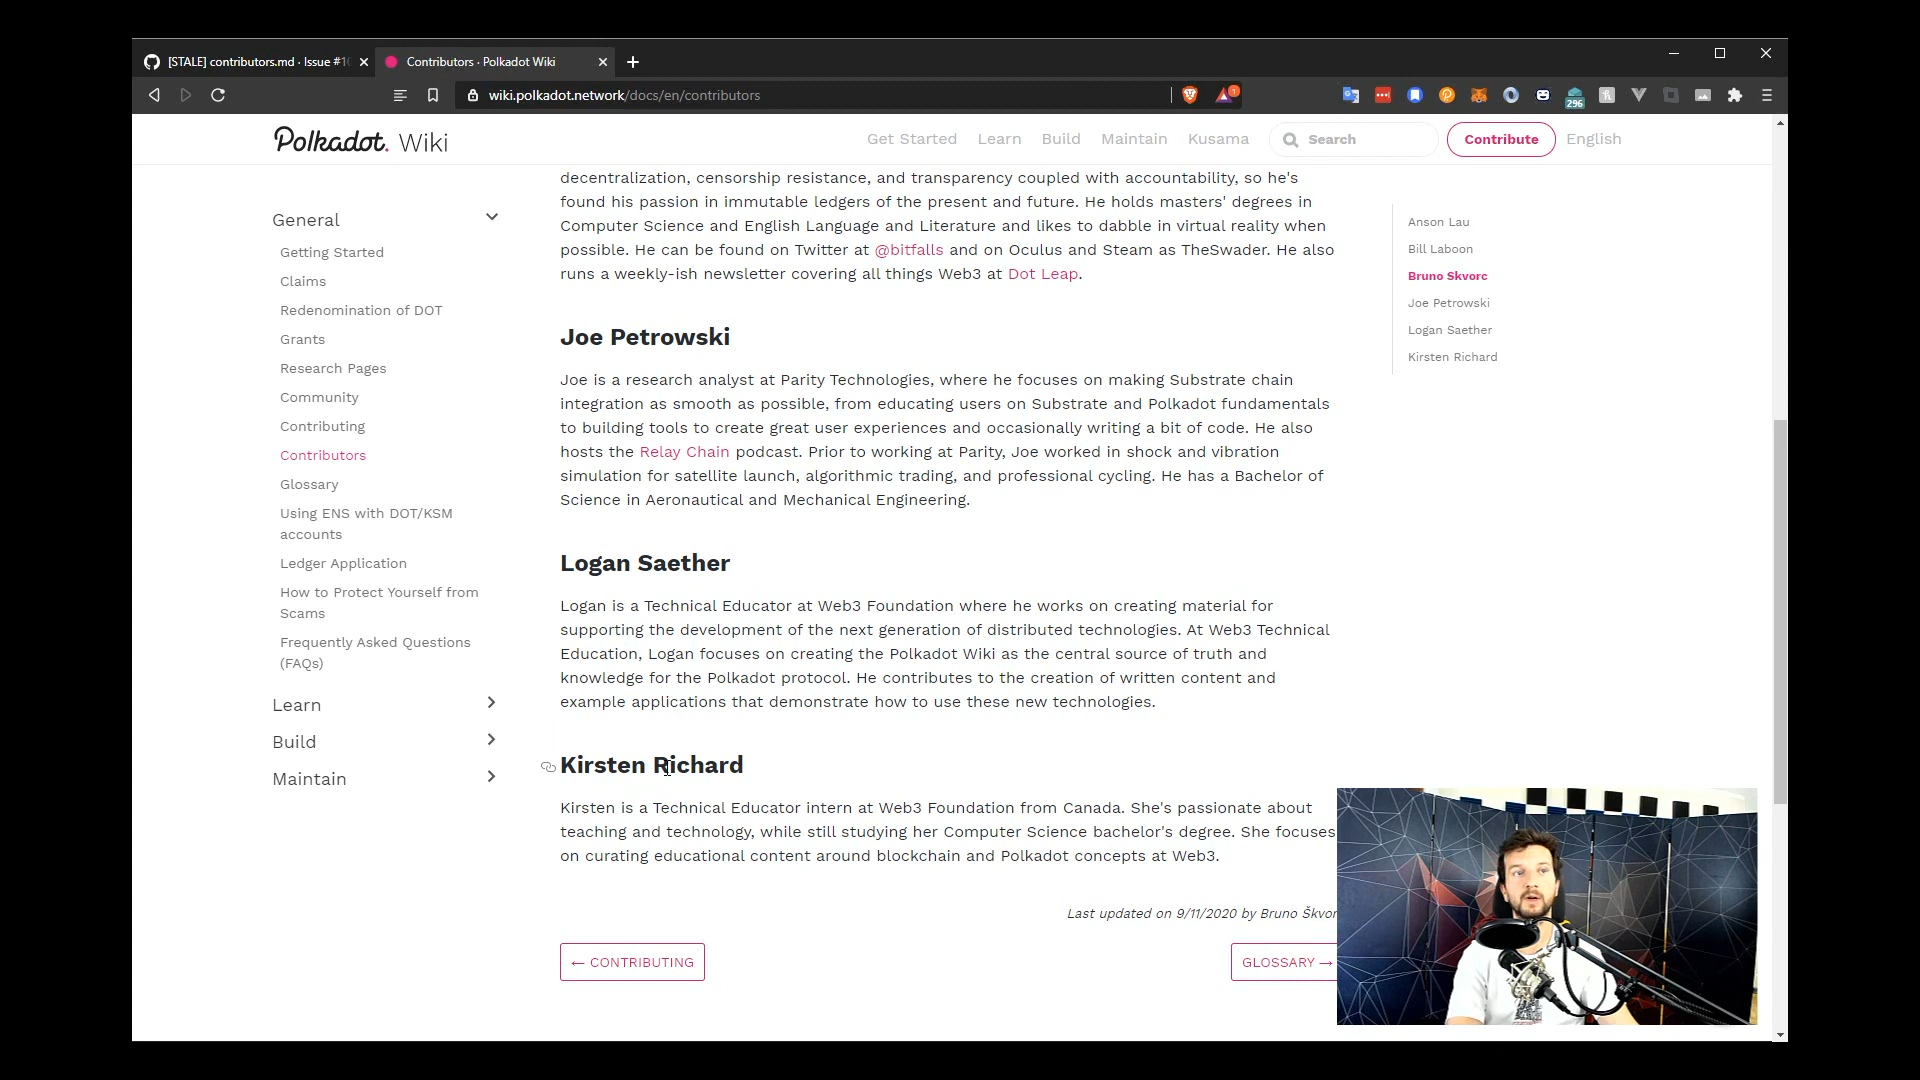 [STALE] contributors.md · Issue #1
Contributors · Polkadot Wiki
wiki.polkadot.network/docs/en/contributors
1
296
Polkadot. Wiki
Get Started
Learn
Build
Maintain
Kusama
Search
Contribute
English
General
Getting Started
Claims
Redenomination of DOT
Grants
Research Pages
Community
Contributing
Contributors
Glossary
Using ENS with DOT/KSM
accounts
Ledger Application
How to Protect Yourself from
Scams
Frequently Asked Questions
(FAQs)
Learn
Build
Maintain
decentralization, censorship resistance, and transparency coupled with accountability, so he's
found his passion in immutable ledgers of the present and future. He holds masters' degrees in
Computer Science and English Language and Literature and likes to dabble in virtual reality when
possible. He can be found on Twitter at @bitfalls and on Oculus and Steam as TheSwader. He also
runs a weekly-ish newsletter covering all things Web3 at Dot Leap.
Joe Petrowski
Joe is a research analyst at Parity Technologies, where he focuses on making Substrate chain
integration as smooth as possible, from educating users on Substrate and Polkadot fundamentals
to building tools to create great user experiences and occasionally writing a bit of code. He also
hosts the Relay Chain podcast. Prior to working at Parity, Joe worked in shock and vibration
simulation for satellite launch, algorithmic trading, and professional cycling. He has a Bachelor of
Science in Aeronautical and Mechanical Engineering.
Logan Saether
Logan is a Technical Educator at Web3 Foundation where he works on creating material for
supporting the development of the next generation of distributed technologies. At Web3 Technical
Education, Logan focuses on creating the Polkadot Wiki as the central source of truth and
knowledge for the Polkadot protocol. He contributes to the creation of written content and
example applications that demonstrate how to use these new technologies.
Kirsten Richard
Kirsten is a Technical Educator intern at Web3 Foundation from Canada. She's passionate about
teaching and technology, while still studying her Computer Science bachelor's degree. She focuses
on curating educational content around blockchain and Polkadot concepts at Web3.
Last updated on 9/11/2020 by Bruno Škvor
← CONTRIBUTING
GLOSSARY →
Anson Lau
Bill Laboon
Bruno Skvorc
Joe Petrowski
Logan Saether
Kirsten Richard